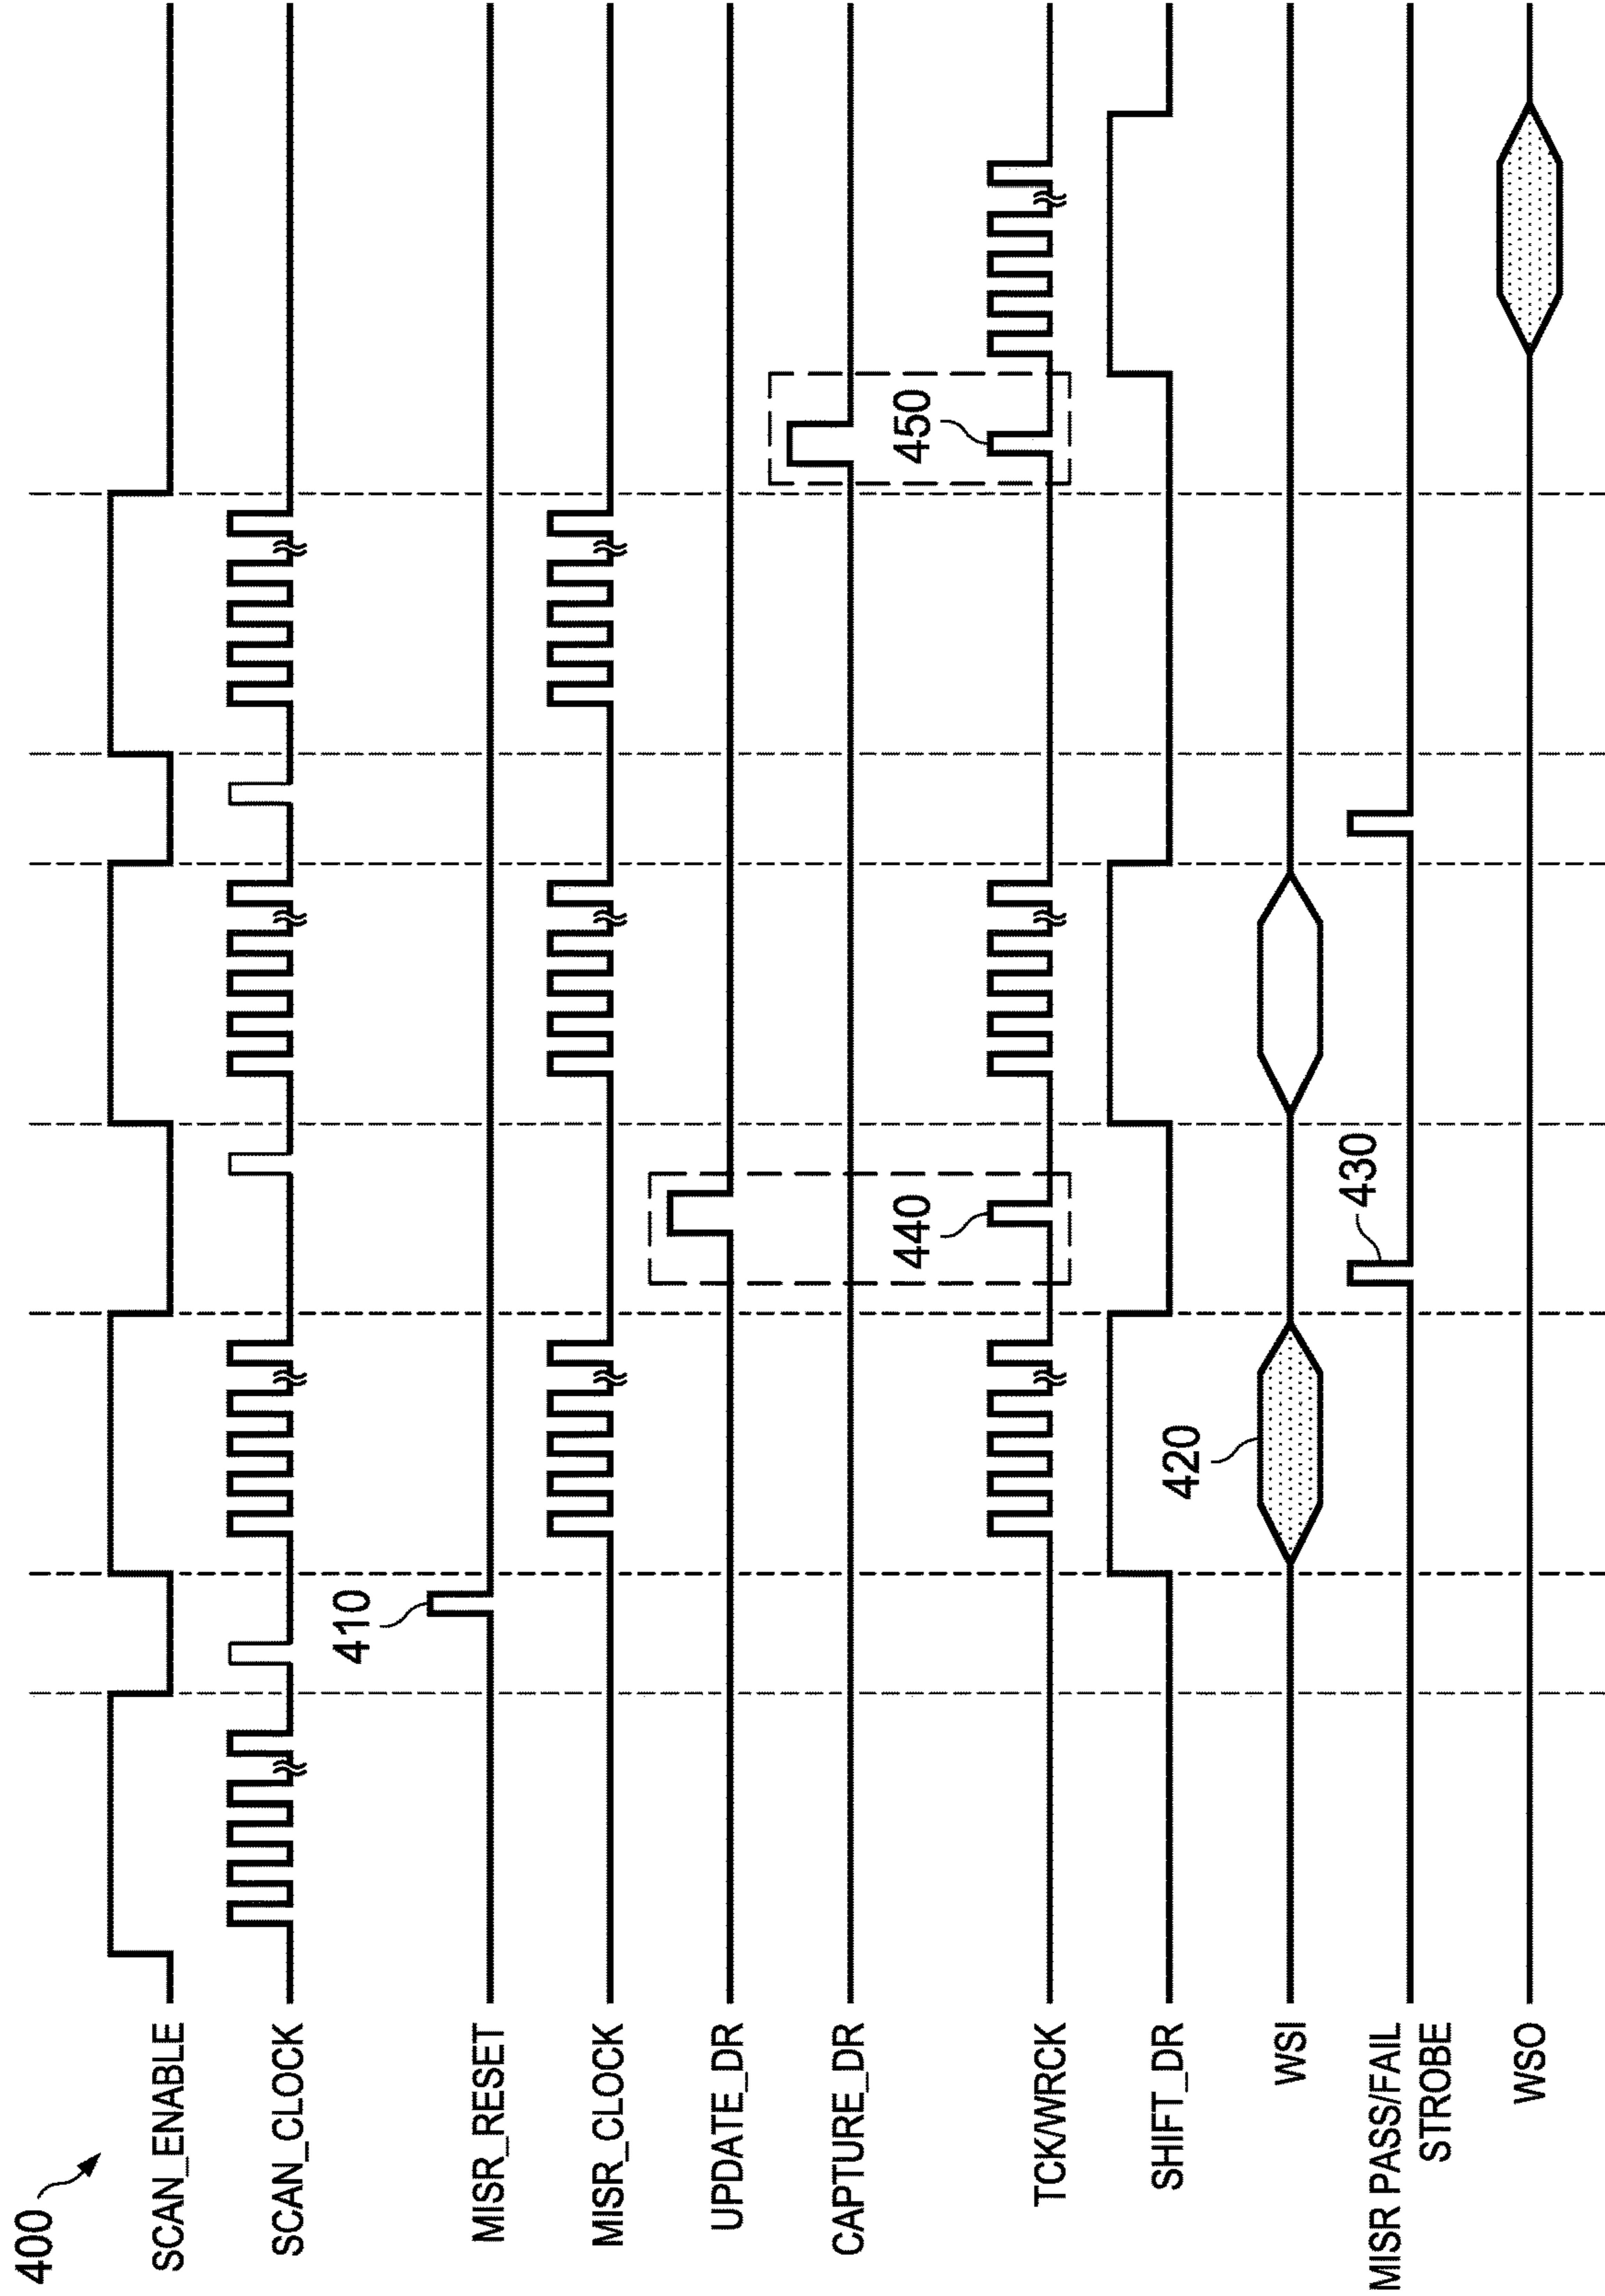 400
SCAN_ENABLE
SCAN_CLOCK
410
MISR_RESET
MISR_CLOCK
UPDATE_DR
CAPTURE_DR
440
450
TCK/WRCK
SHIFT_DR
420
WSI
430
MISR PASS/FAIL
STROBE
WSO